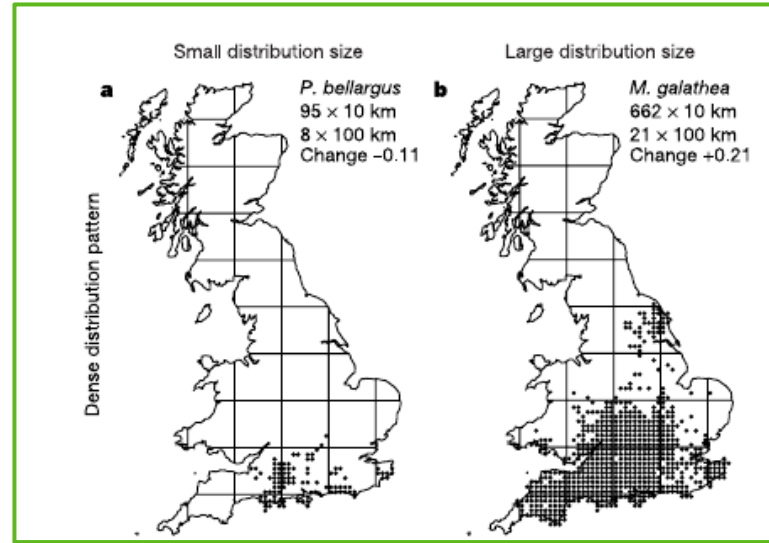 Small distribution size
Large distribution size
a
P. bellargus
95 × 10 km
8 × 100 km
Change −0.11
b
M. galathea
662 × 10 km
21 × 100 km
Change +0.21
Dense distribution pattern